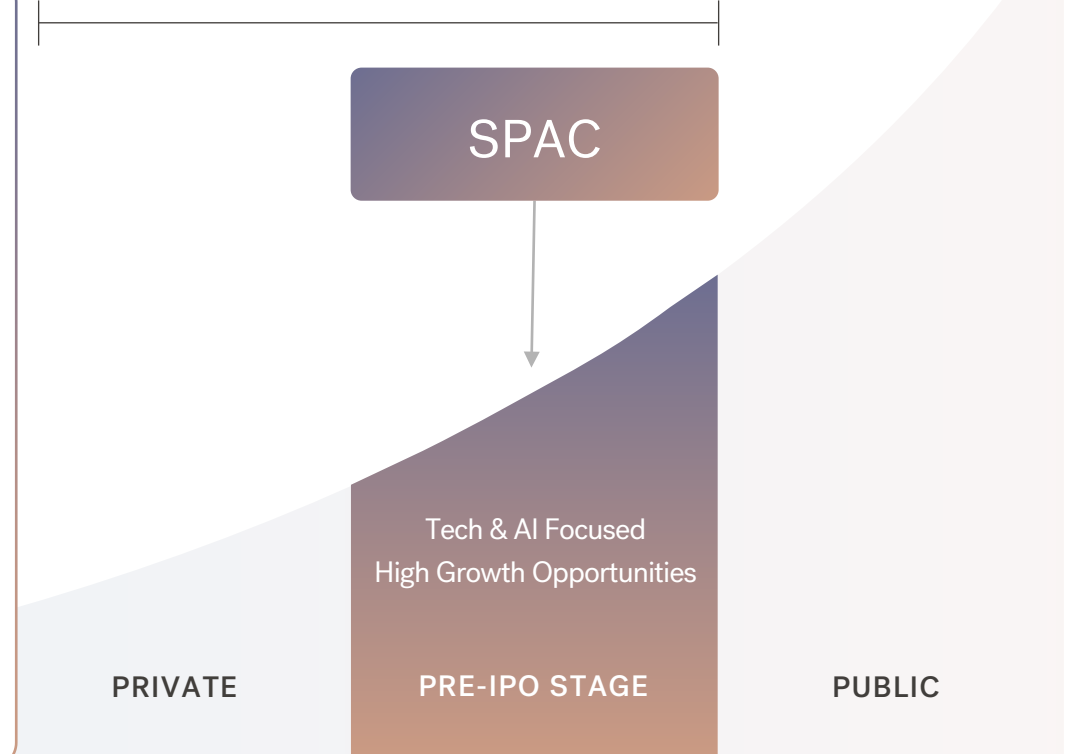 SPAC
Tech & AI Focused
High Growth Opportunities
PRIVATE
PRE-IPO STAGE
PUBLIC